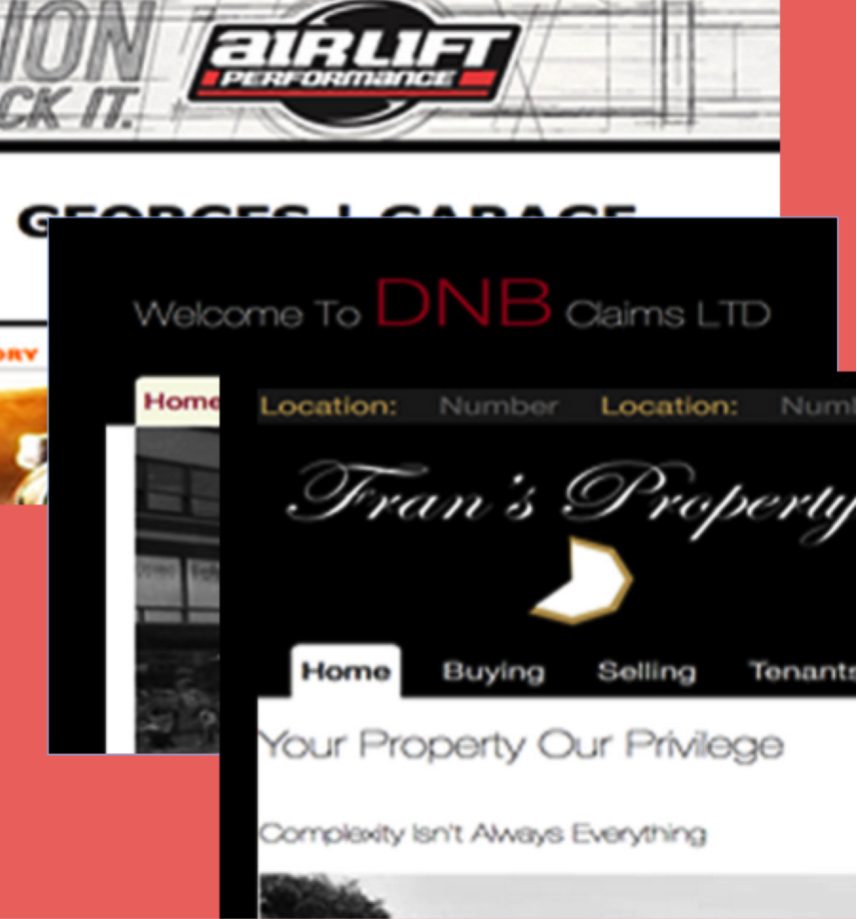 ION
CK IT.
AIRLIFT
PERFORMANCE
GEORGES | GARAGE
ORY
Welcome To DNB Claims LTD
Home
Location: Number Location: Numb
Fran's Property
Home Buying Selling Tenants
Your Property Our Privilege
Complexity Isn't Always Everything